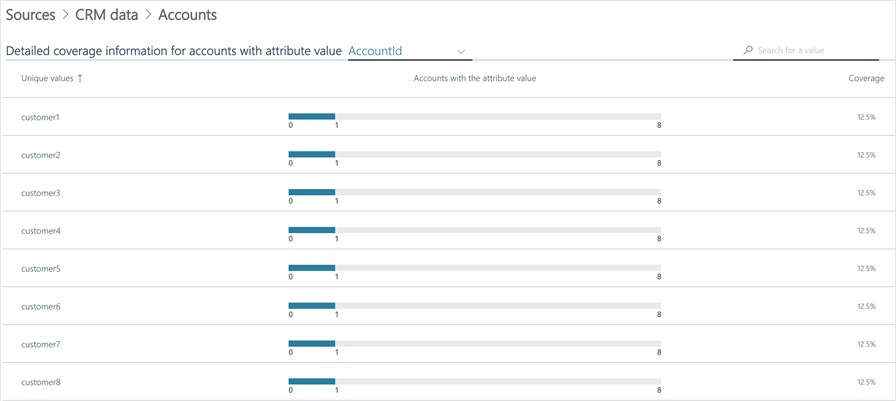 Sources > CRM data > Accounts
Detailed coverage information for accounts with attribute value AccountId Search for a value
Unique values ↑ Accounts with the attribute value Coverage
customer1 12.5%
0 1 8
customer2 12.5%
0 1 8
customer3 12.5%
0 1 8
customer4 12.5%
0 1 8
customer5 12.5%
0 1 8
customer6 12.5%
0 1 8
customer7 12.5%
0 1 8
customer8 12.5%
0 1 8